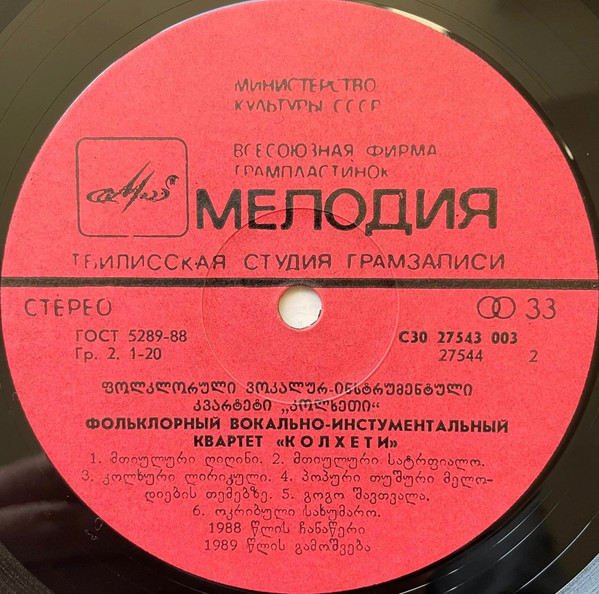 МИНИСТЕРСТВО
КУЛЬТУРЫ СССР
ВСЕСОЮЗНАЯ ФИРМА
ГРАМПЛАСТИНОК
МЕЛОДИЯ
ТБИЛИССКАЯ СТУДИЯ ГРАМЗАПИСИ
СТЕРЕО 33
ГОСТ 5289-88 С30 27543 003
Гр. 2. 1-20 27544 2
ფოლკლორული ვოკალურ-ინსტრუმენტული
კვარტეტი „კოლხეთი“
ФОЛЬКЛОРНЫЙ ВОКАЛЬНО-ИНСТУМЕНТАЛЬНЫЙ
КВАРТЕТ «КОЛХЕТИ»
1. მთიულური ღიღინი. 2. მთიულური სატრფიალო.
3. კოლხური ლირიკული. 4. პოპური თუშური მელო-
დიების თემებზე. 5. გოგო შავთვალა.
6. ოკრიბული სახუმარო.
1988 წლის ჩანაწერი
1989 წლის გამოშვება